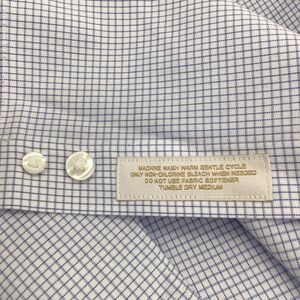 MACHINE WASH WARM GENTLE CYCLE
ONLY NON-CHLORINE BLEACH WHEN NEEDED
DO NOT USE FABRIC SOFTENER
TUMBLE DRY MEDIUM